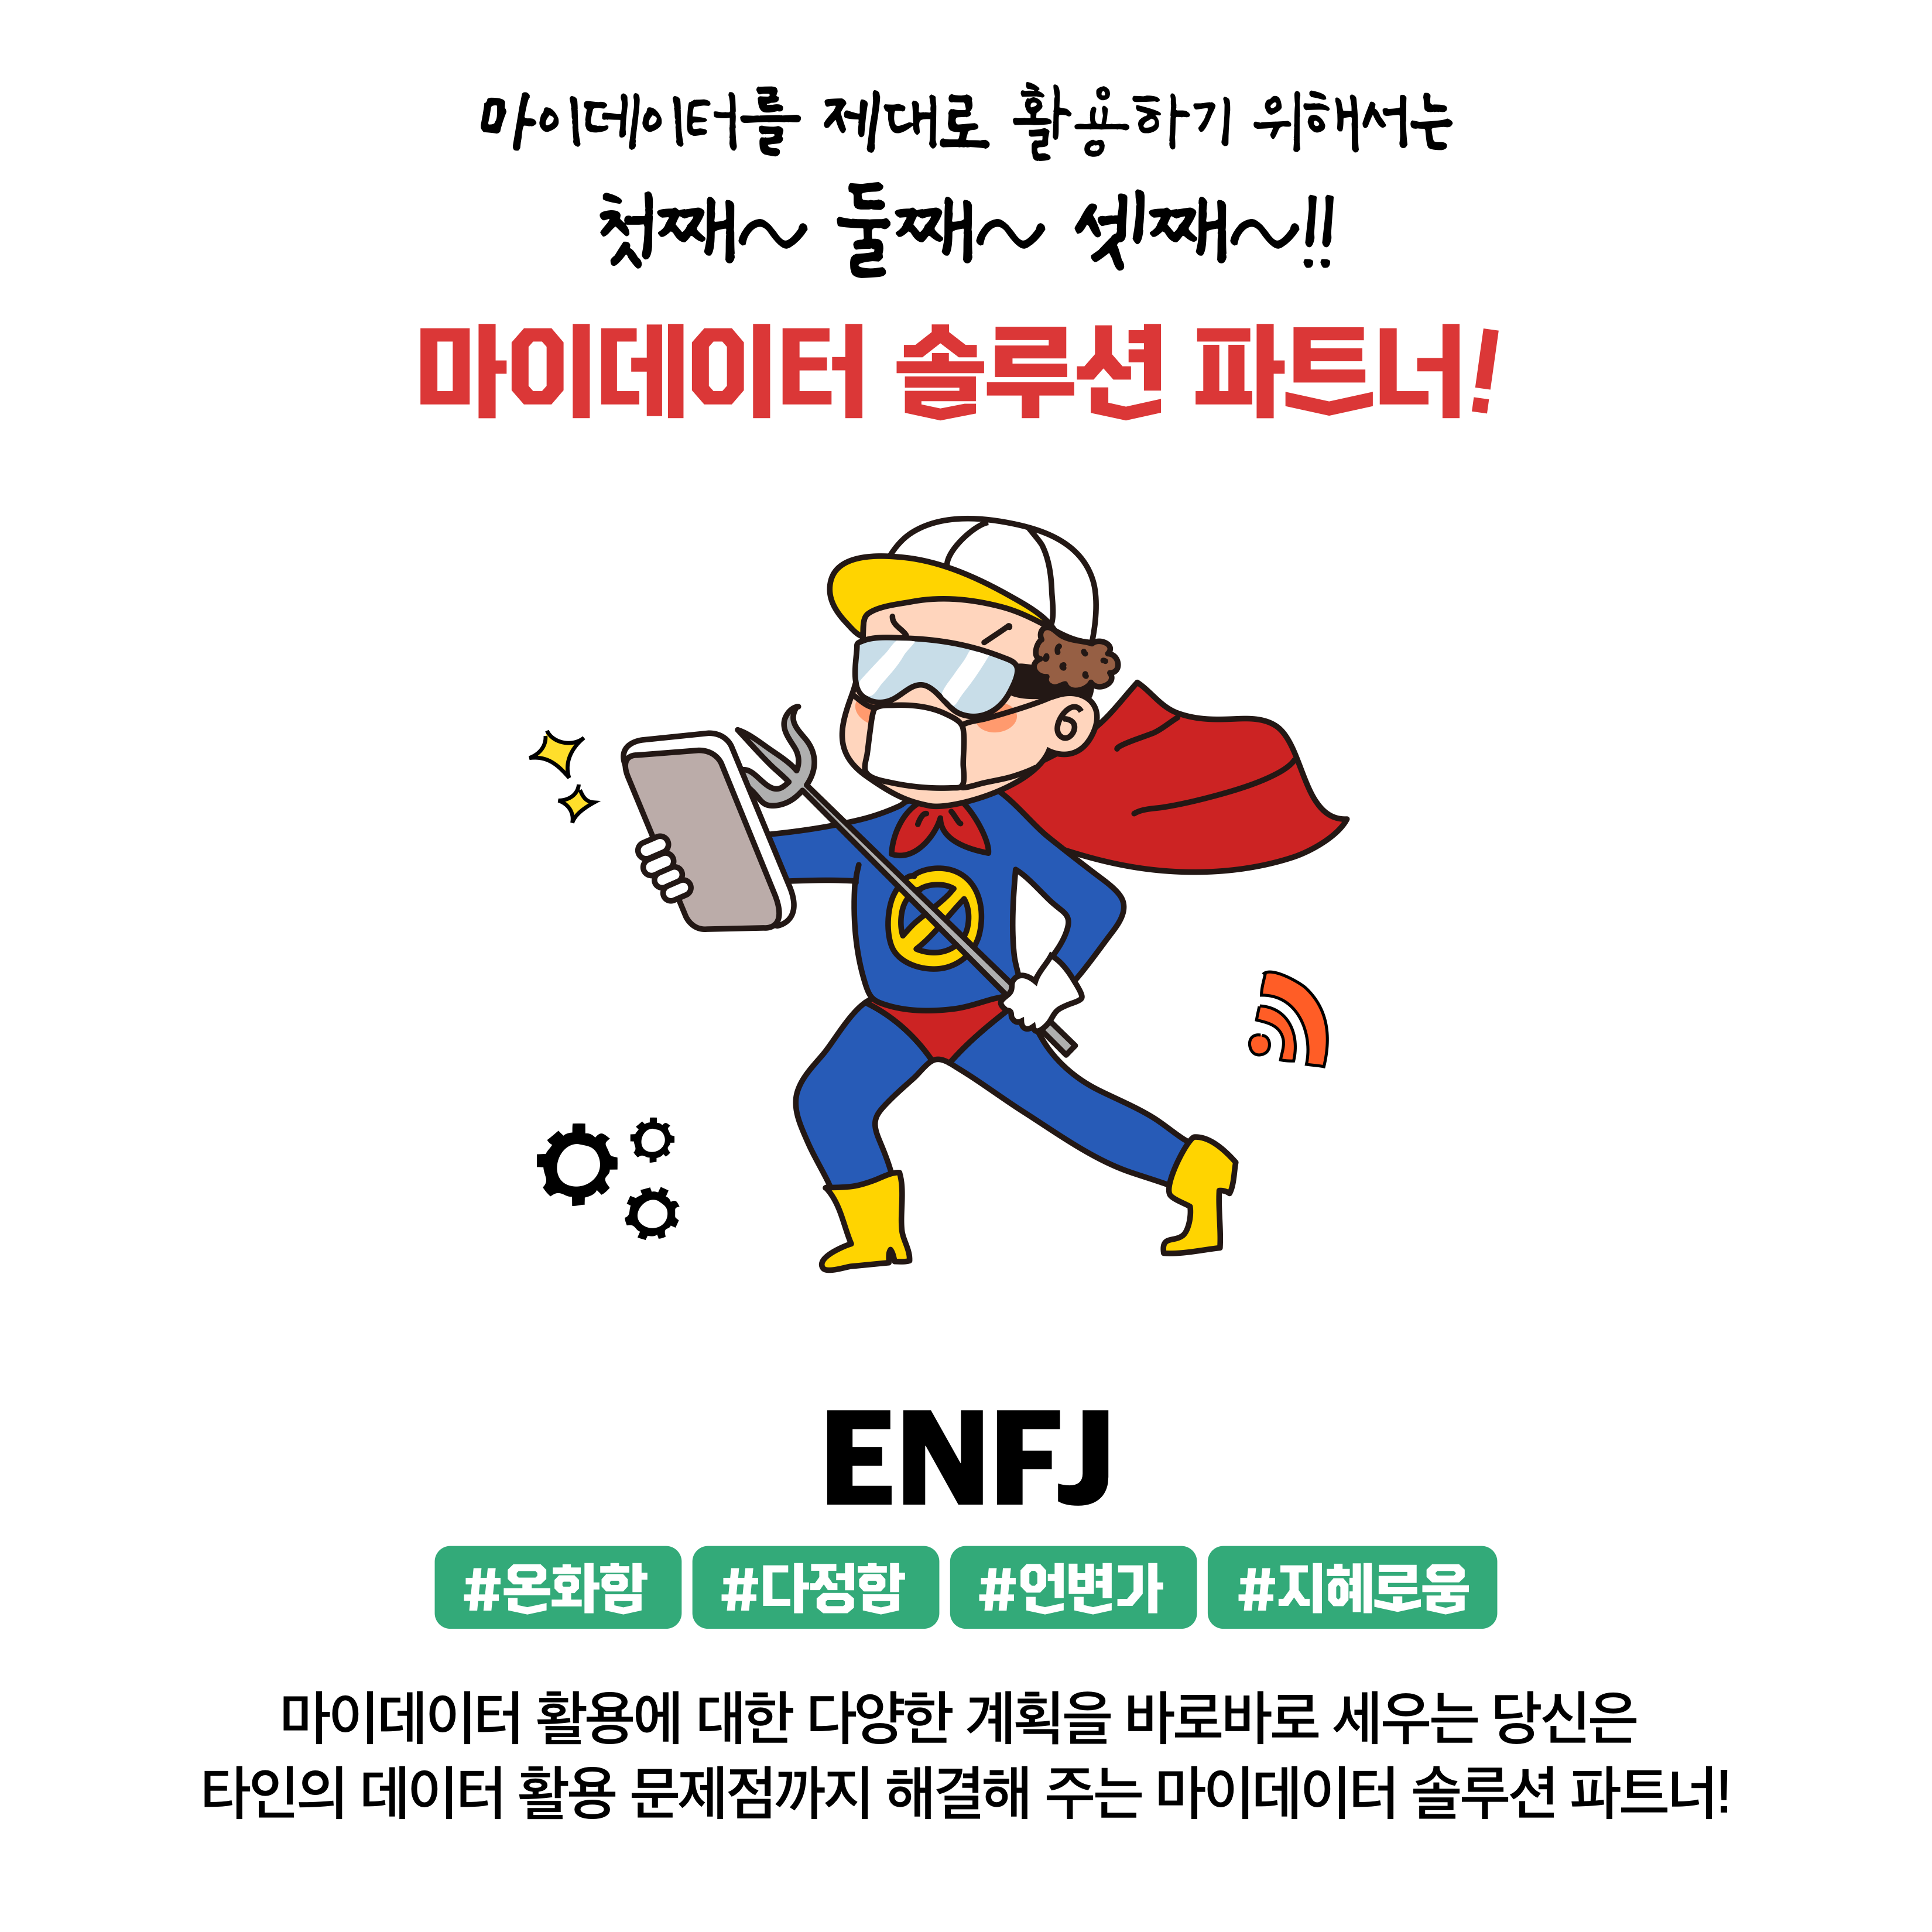 마이데이터를 제대로 활용하기 위해서는
첫째~ 둘째~ 셋째~!!
마이데이터 솔루션 파트너!
ENFJ
#온화함 #다정함 #언변가 #지혜로움
마이데이터 활용에 대한 다양한 계획을 바로바로 세우는 당신은
타인의 데이터 활용 문제점까지 해결해 주는 마이데이터 솔루션 파트너!